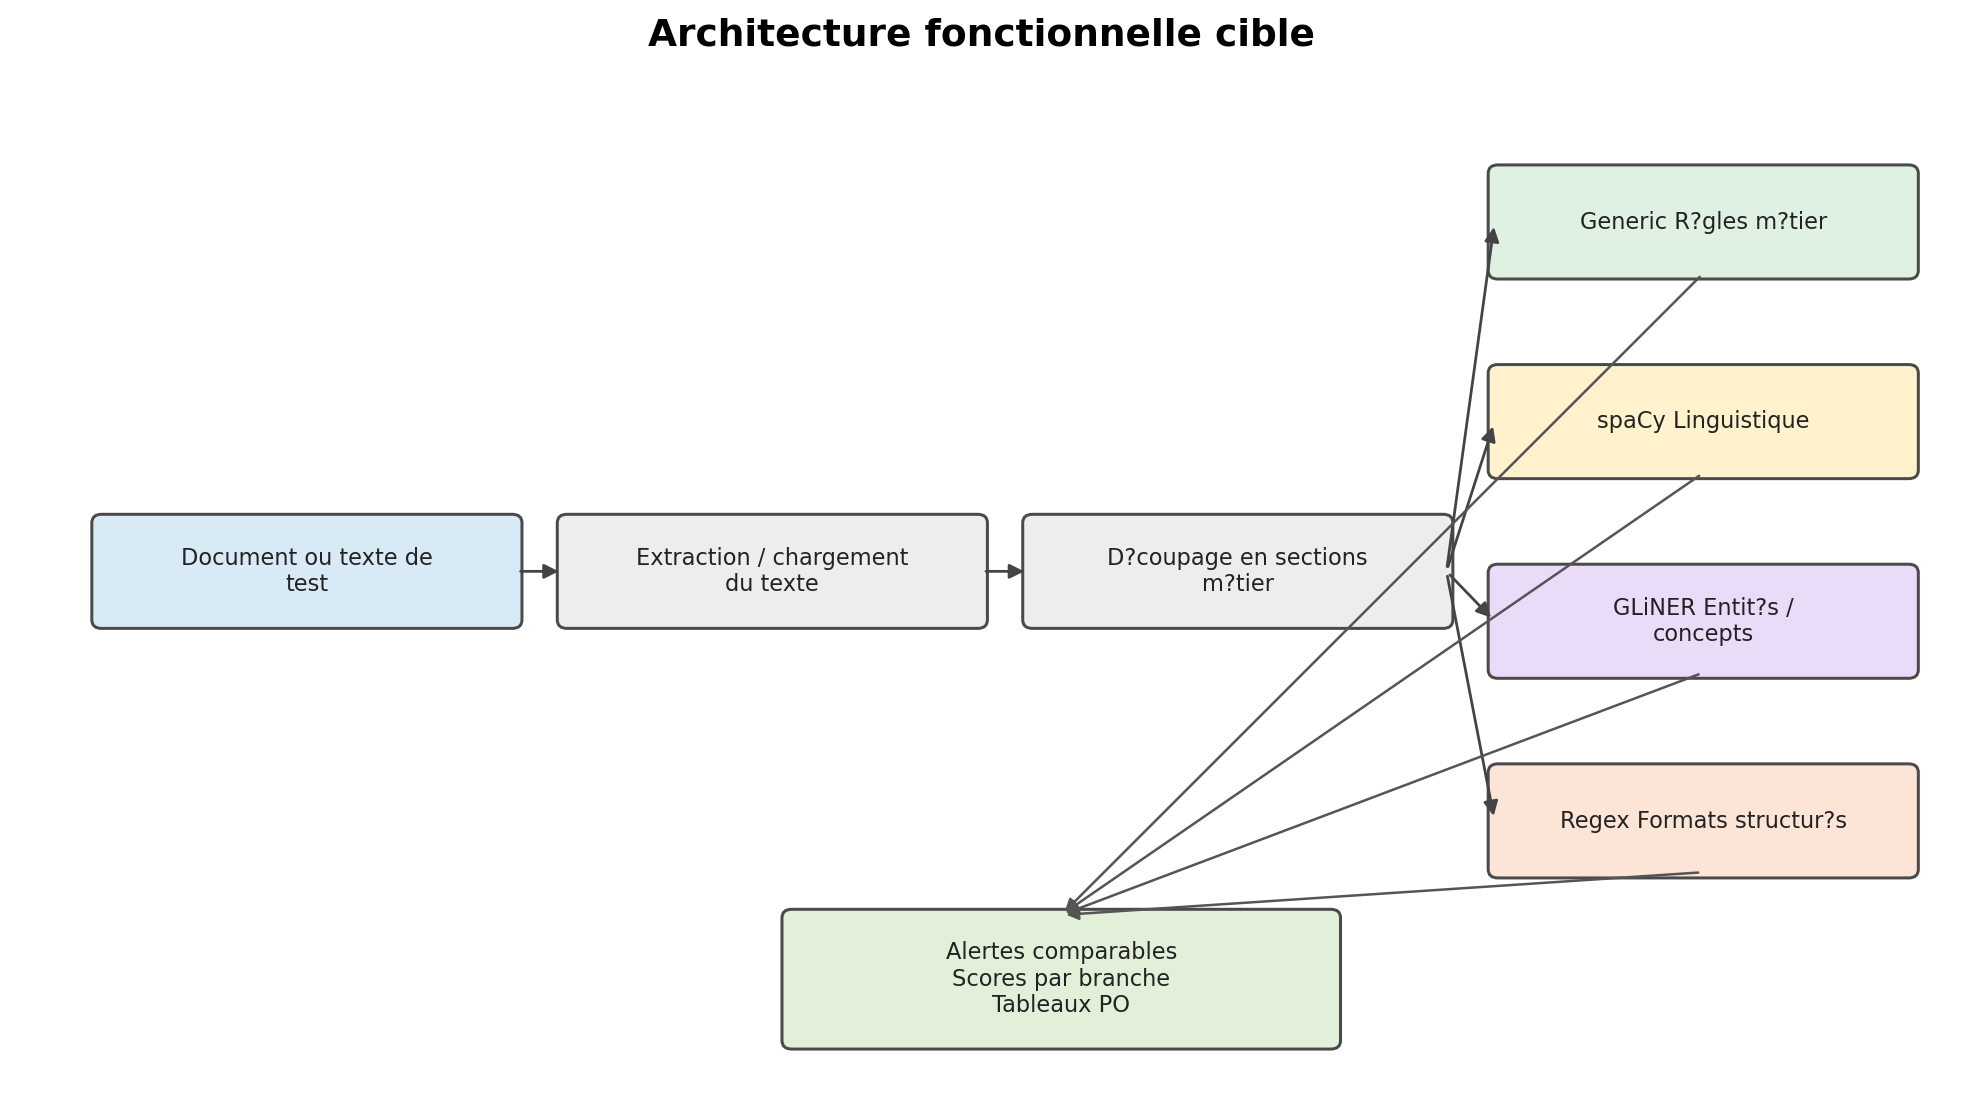 Architecture fonctionnelle cible
Generic R?gles m?tier
spaCy Linguistique
Document ou texte de
test
Extraction / chargement
du texte
D?coupage en sections
m?tier
GLiNER Entit?s /
concepts
Regex Formats structur?s
Alertes comparables
Scores par branche
Tableaux PO